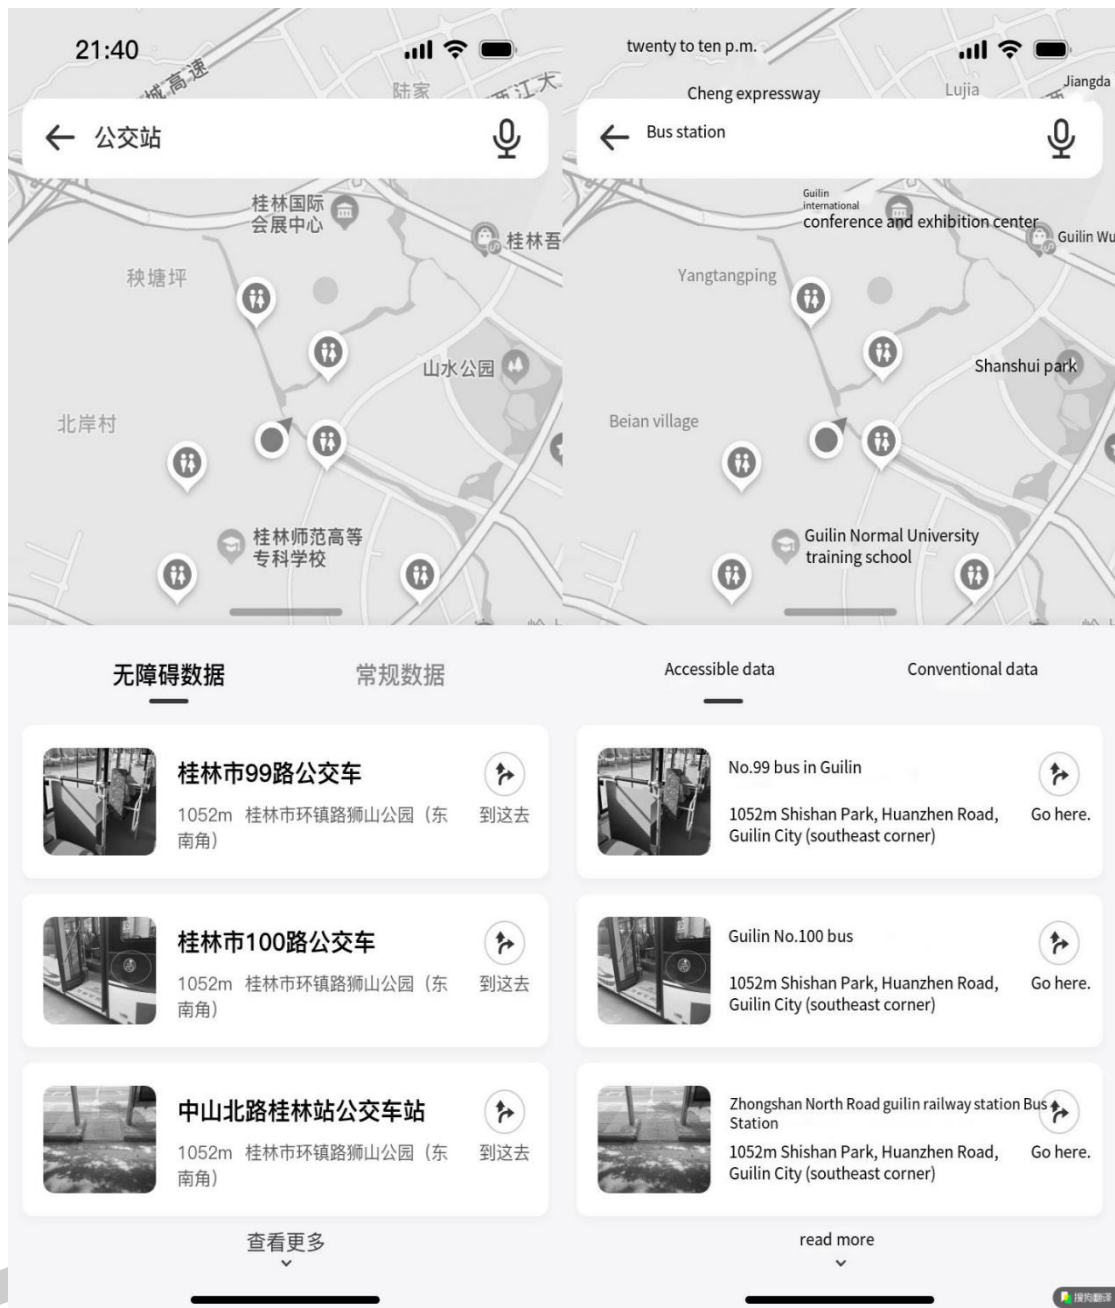 21:40
城高速
陆家
西江大
公交站
桂林国际
会展中心
桂林吾
秧塘坪
山水公园
北岸村
桂林师范高等
专科学校
无障碍数据
常规数据
桂林市99路公交车
1052m 桂林市环镇路狮山公园（东
南角）
到这去
桂林市100路公交车
1052m 桂林市环镇路狮山公园（东
南角）
到这去
中山北路桂林站公交车站
1052m 桂林市环镇路狮山公园（东
南角）
到这去
查看更多
twenty to ten p.m.
Cheng expressway
Lujia
Jiangda
Bus station
Guilin
international
conference and exhibition center
Guilin Wu
Yangtangping
Shanshui park
Beian village
Guilin Normal University
training school
Accessible data
Conventional data
No.99 bus in Guilin
1052m Shishan Park, Huanzhen Road,
Guilin City (southeast corner)
Go here.
Guilin No.100 bus
1052m Shishan Park, Huanzhen Road,
Guilin City (southeast corner)
Go here.
Zhongshan North Road guilin railway station Bus
Station
1052m Shishan Park, Huanzhen Road,
Guilin City (southeast corner)
Go here.
read more
搜狗翻译